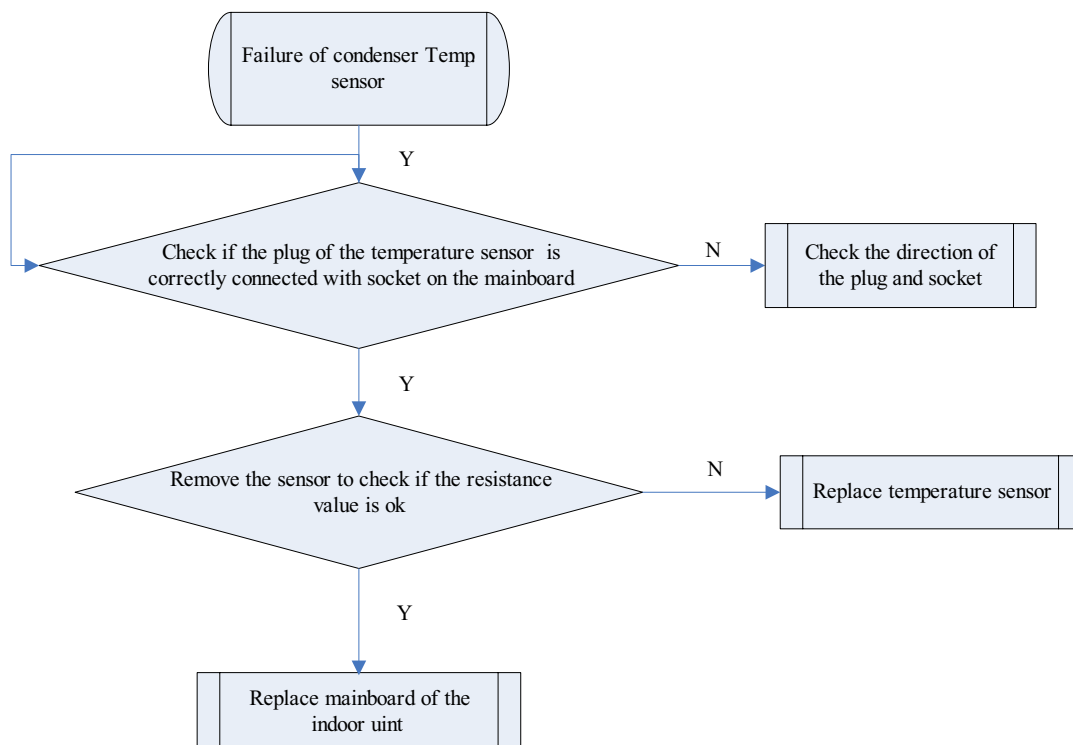 Failure of condenser Temp
sensor
Y
Check if the plug of the temperature sensor is
correctly connected with socket on the mainboard
N
Check the direction of
the plug and socket
Y
Remove the sensor to check if the resistance
value is ok
N
Replace temperature sensor
Y
Replace mainboard of the
indoor uint